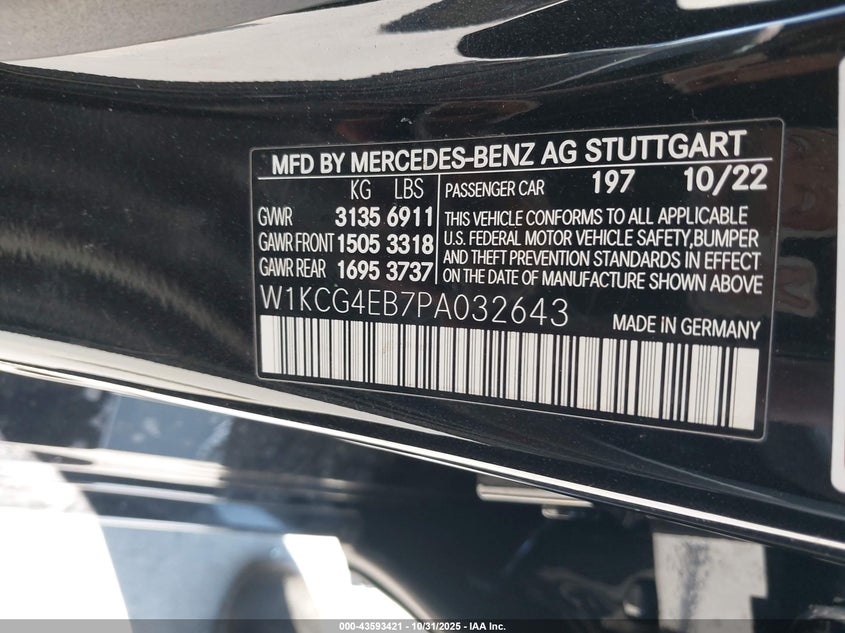 MFD BY MERCEDES-BENZ AG STUTTGART
KG LBS
PASSENGER CAR 197 10/22
GVWR 3135 6911
GAWR FRONT 1505 3318
GAWR REAR 1695 3737
THIS VEHICLE CONFORMS TO ALL APPLICABLE
U.S. FEDERAL MOTOR VEHICLE SAFETY,BUMPER
AND THEFT PREVENTION STANDARDS IN EFFECT
ON THE DATE OF MANUFACTURE SHOWN ABOVE
W1KCG4EB7PA032643
MADE IN GERMANY
000-43593421 - 10/31/2025 - IAA Inc.